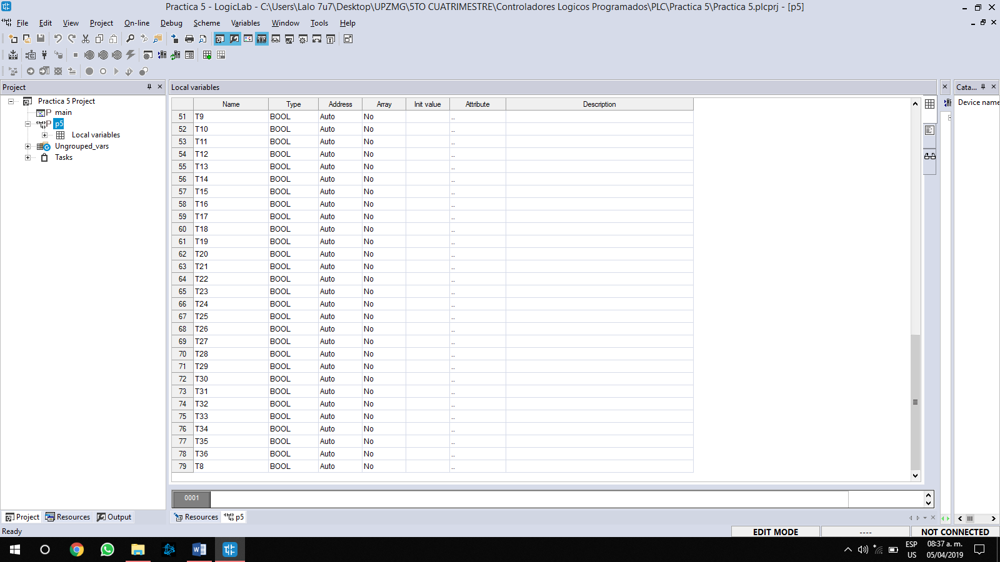 Practica 5 - LogicLab - C:\Users\Lalo 7u7\Desktop\UPZMG\5TO CUATRIMESTRE\Controladores Logicos Programados\PLC\Practica 5\Practica 5.plcprj - [p5]
File Edit View Project On-line Debug Scheme Variables Window Tools Help
Project
Local variables
Cata...
Practica 5 Project
main
p5
Local variables
Ungrouped_vars
Tasks
Device name
Name Type Address Array Init value Attribute Description
51 T9 BOOL Auto No ..
52 T10 BOOL Auto No ..
53 T11 BOOL Auto No ..
54 T12 BOOL Auto No ..
55 T13 BOOL Auto No ..
56 T14 BOOL Auto No ..
57 T15 BOOL Auto No ..
58 T16 BOOL Auto No ..
59 T17 BOOL Auto No ..
60 T18 BOOL Auto No ..
61 T19 BOOL Auto No ..
62 T20 BOOL Auto No ..
63 T21 BOOL Auto No ..
64 T22 BOOL Auto No ..
65 T23 BOOL Auto No ..
66 T24 BOOL Auto No ..
67 T25 BOOL Auto No ..
68 T26 BOOL Auto No ..
69 T27 BOOL Auto No ..
70 T28 BOOL Auto No ..
71 T29 BOOL Auto No ..
72 T30 BOOL Auto No ..
73 T31 BOOL Auto No ..
74 T32 BOOL Auto No ..
75 T33 BOOL Auto No ..
76 T34 BOOL Auto No ..
77 T35 BOOL Auto No ..
78 T36 BOOL Auto No ..
79 T8 BOOL Auto No ..
0001
Project Resources Output
Resources p5
Ready
EDIT MODE ---- NOT CONNECTED
ESP 08:37 a. m.
US 05/04/2019